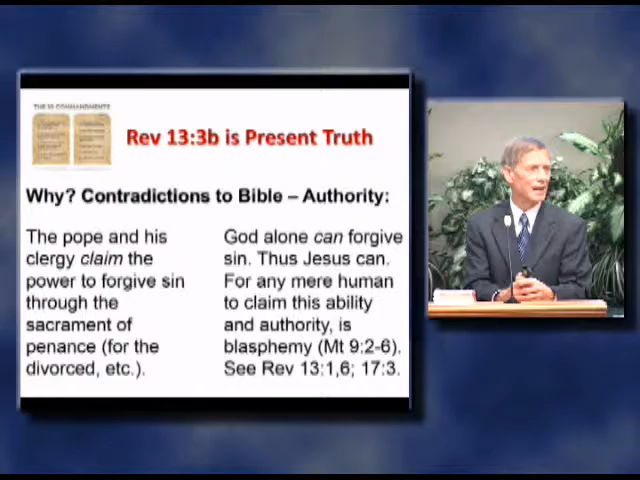 THE 10 COMMANDMENTS
Rev 13:3b is Present Truth
Why? Contradictions to Bible – Authority:
The pope and his
clergy claim the
power to forgive sin
through the
sacrament of
penance (for the
divorced, etc.).
God alone can forgive
sin. Thus Jesus can.
For any mere human
to claim this ability
and authority, is
blasphemy (Mt 9:2-6).
See Rev 13:1,6; 17:3.